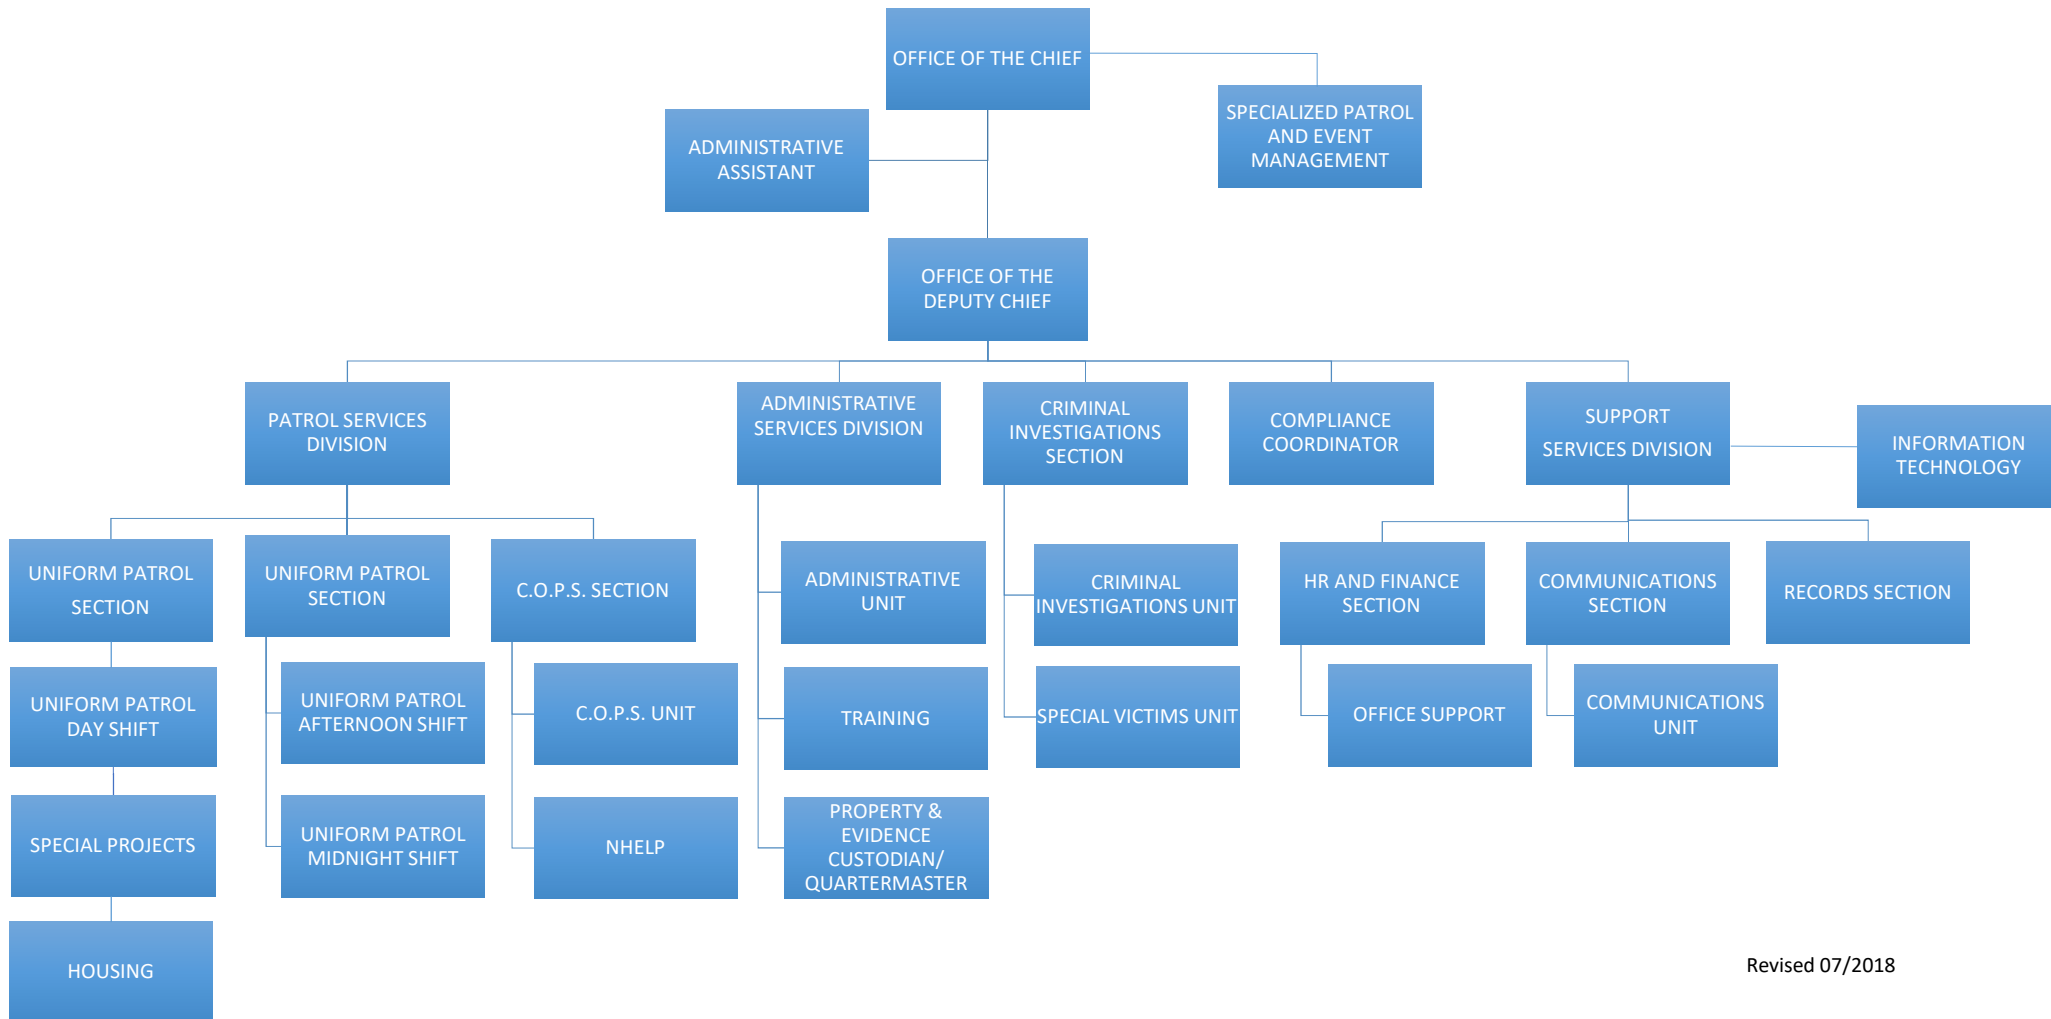 OFFICE OF THE CHIEF
SPECIALIZED PATROL
AND EVENT
MANAGEMENT
ADMINISTRATIVE
ASSISTANT
OFFICE OF THE
DEPUTY CHIEF
PATROL SERVICES
DIVISION
ADMINISTRATIVE
SERVICES DIVISION
CRIMINAL
INVESTIGATIONS
SECTION
COMPLIANCE
COORDINATOR
SUPPORT
SERVICES DIVISION
INFORMATION
TECHNOLOGY
UNIFORM PATROL
SECTION
UNIFORM PATROL
SECTION
C.O.P.S. SECTION
ADMINISTRATIVE
UNIT
CRIMINAL
INVESTIGATIONS UNIT
HR AND FINANCE
SECTION
COMMUNICATIONS
SECTION
RECORDS SECTION
UNIFORM PATROL
DAY SHIFT
UNIFORM PATROL
AFTERNOON SHIFT
C.O.P.S. UNIT
TRAINING
SPECIAL VICTIMS UNIT
OFFICE SUPPORT
COMMUNICATIONS
UNIT
SPECIAL PROJECTS
UNIFORM PATROL
MIDNIGHT SHIFT
NHELP
PROPERTY &
EVIDENCE
CUSTODIAN/
QUARTERMASTER
HOUSING
Revised 07/2018